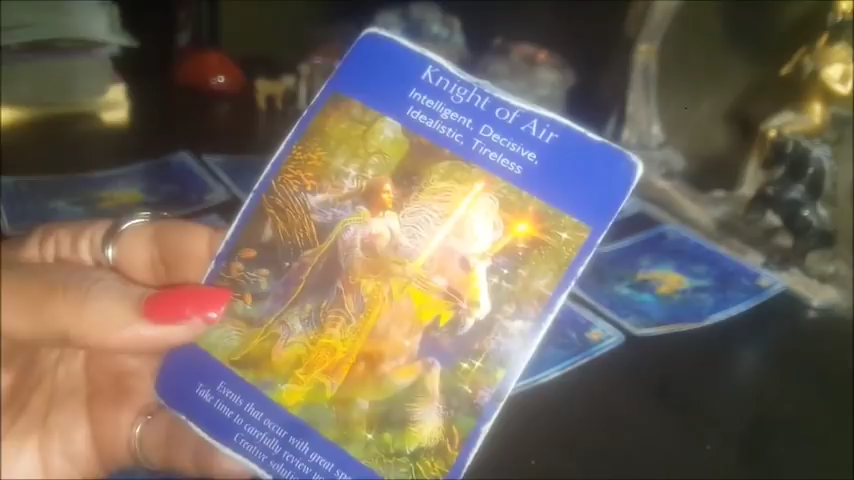 Knight of Air
Intelligent, Decisive,
Idealistic, Tireless
Events that occur with great
Take time to carefully review
Creative